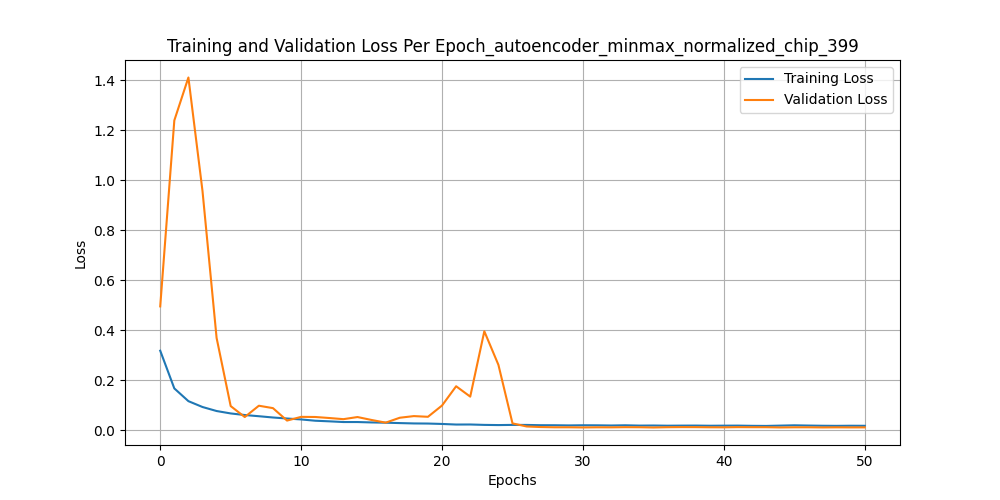 Training and Validation Loss Per Epoch_autoencoder_minmax_normalized_chip_399
Training Loss
Validation Loss
1.4
1.2
1.0
0.8
0.6
0.4
0.2
0.0
Loss
0 10 20 30 40 50
Epochs